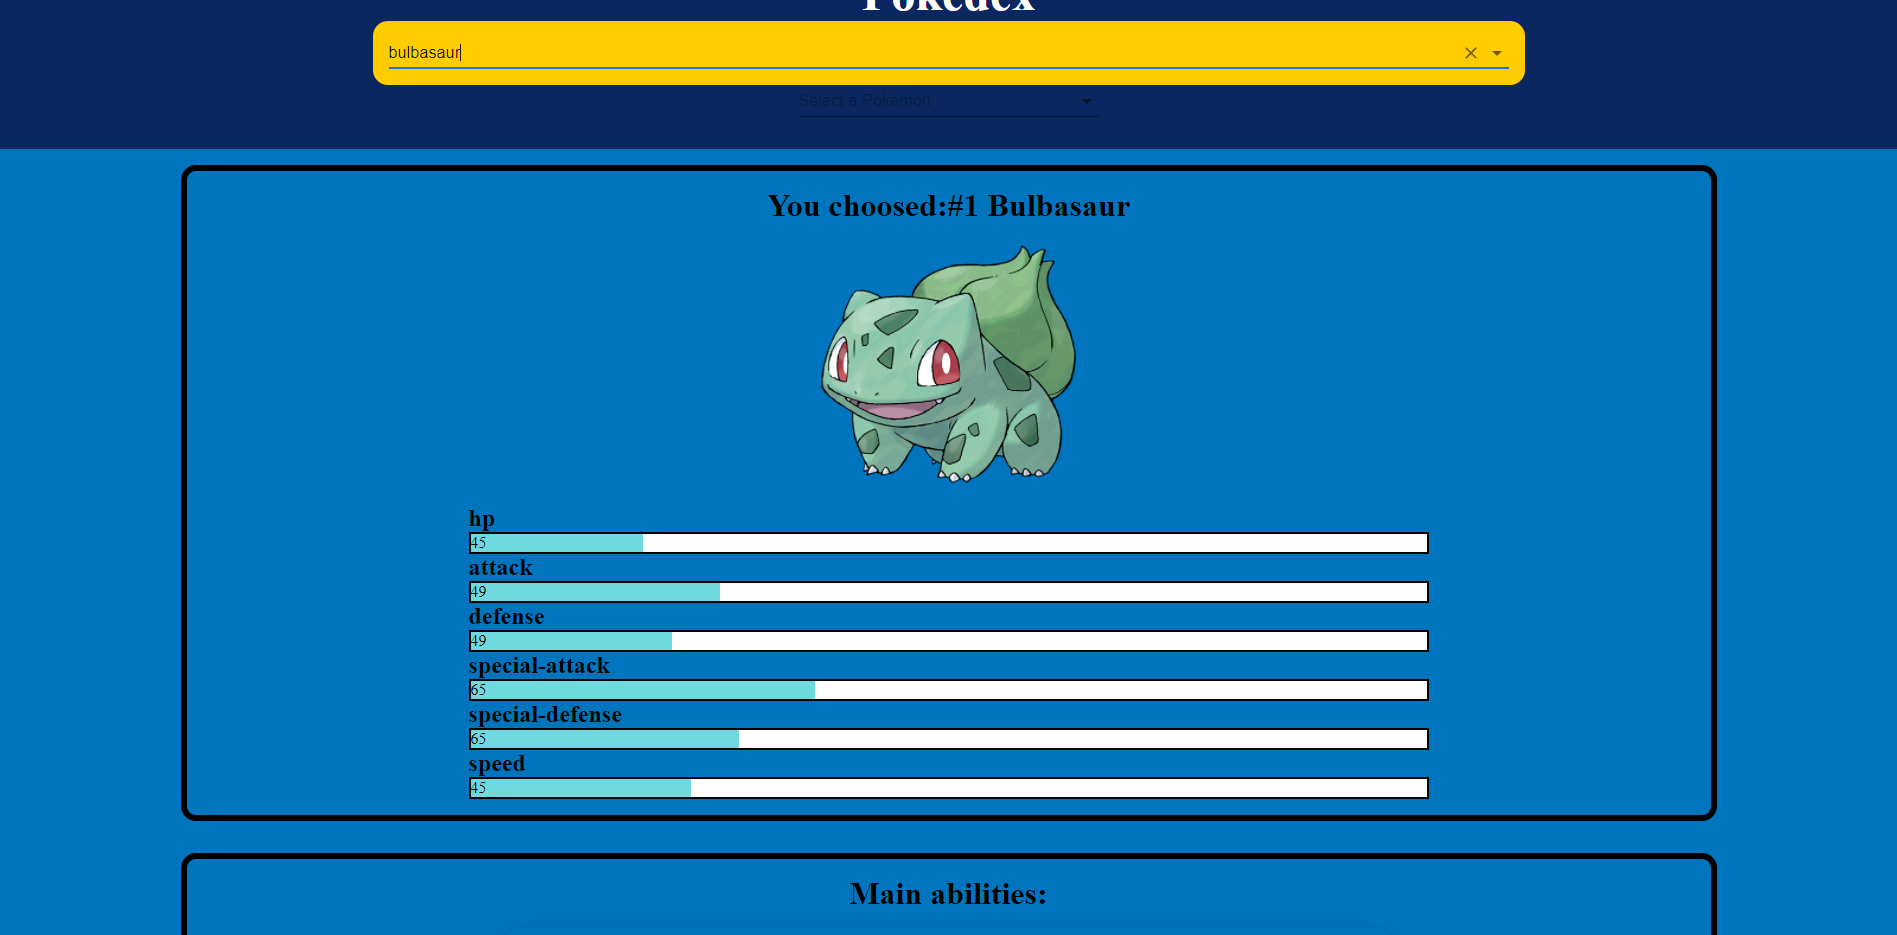 Pokedex
bulbasaur
Select a Pokemon
You choosed:#1 Bulbasaur
hp
45
attack
49
defense
49
special-attack
65
special-defense
65
speed
45
Main abilities: